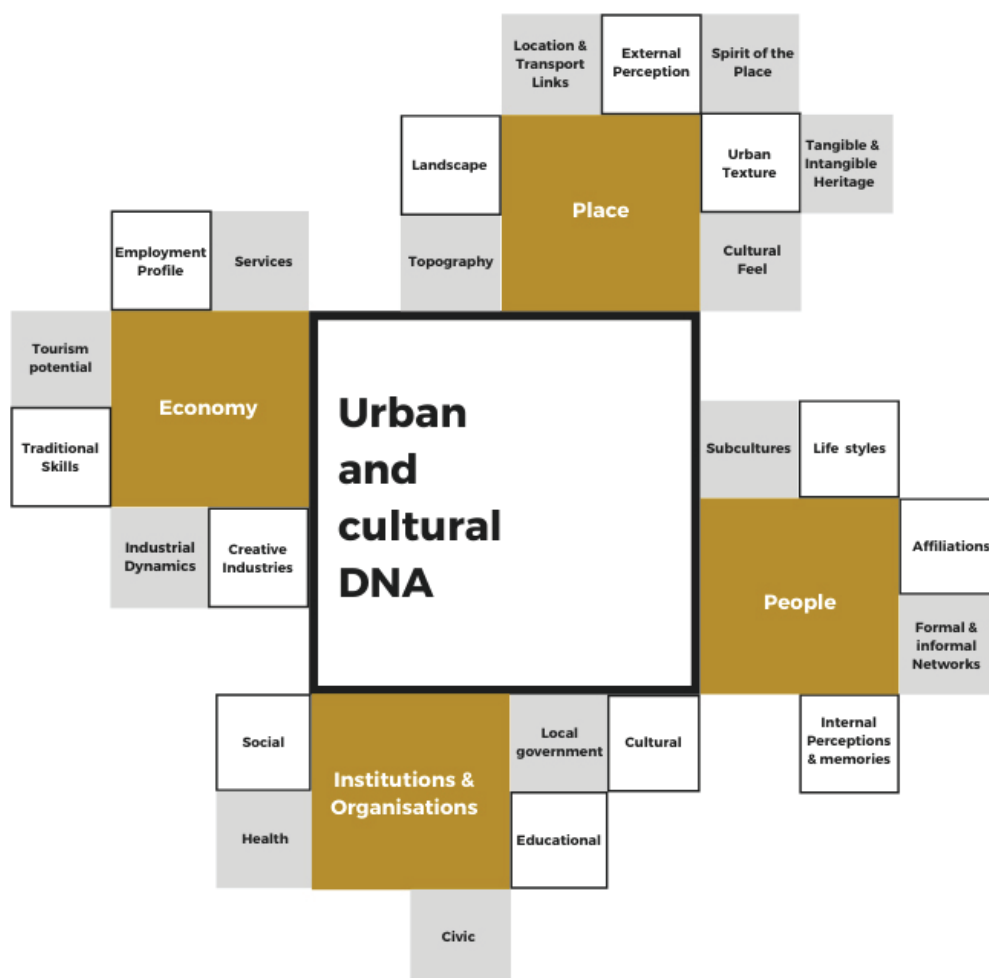 Location &
Transport
Links
External
Perception
Spirit of the
Place
Landscape
Urban
Texture
Tangible &
Intangible
Heritage
Place
Topography
Cultural
Feel
Employment
Profile
Services
Tourism
potential
Economy
Traditional
Skills
Industrial
Dynamics
Creative
Industries
Urban
and
cultural
DNA
Subcultures
Life styles
Affiliations
People
Formal &
informal
Networks
Internal
Perceptions
& memories
Social
Institutions &
Organisations
Local
government
Cultural
Health
Educational
Civic